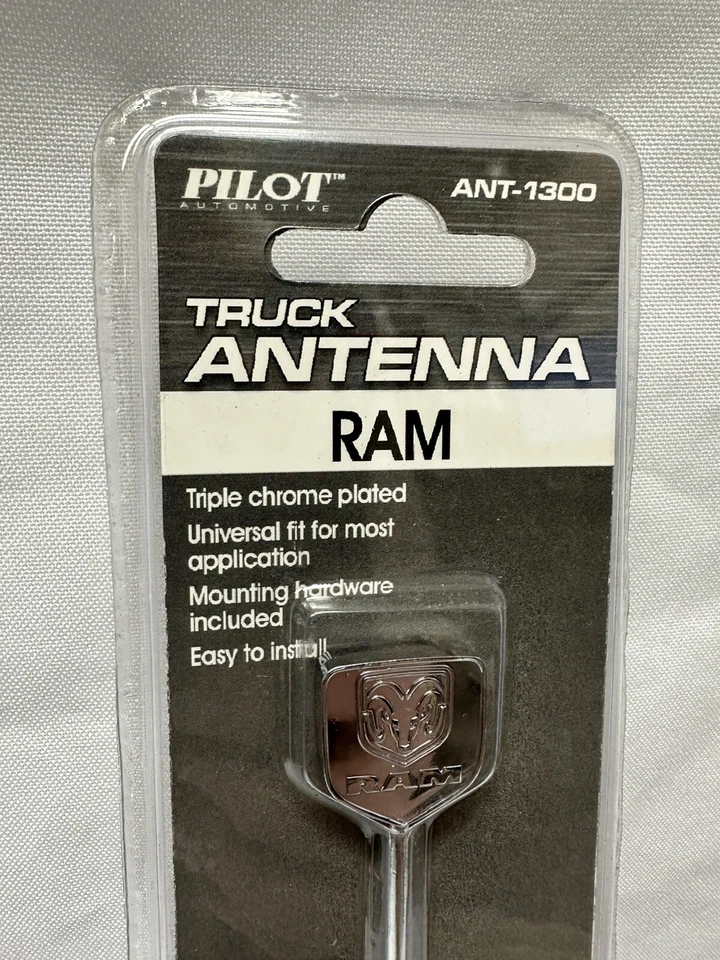 PILOT™ ANT-1300
AUTOMOTIVE
TRUCK
ANTENNA
RAM
Triple chrome plated
Universal fit for most
application
Mounting hardware
included
Easy to install
RAM